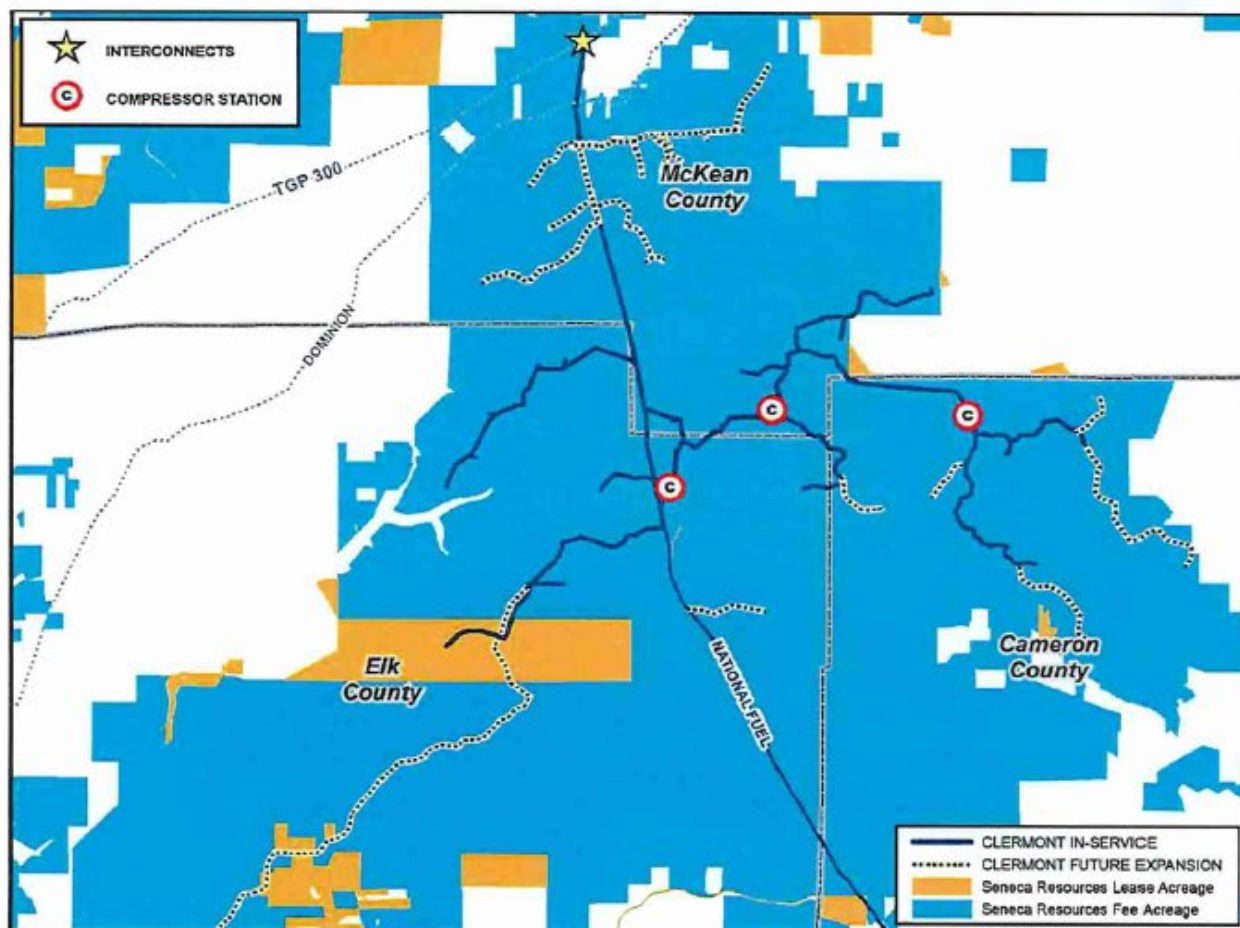 INTERCONNECTS
C
COMPRESSOR STATION
TGP 300
McKean
County
DOMINION
C
C
C
Elk
County
NATIONAL FUEL
Cameron
County
CLERMONT IN-SERVICE
CLERMONT FUTURE EXPANSION
Seneca Resources Lease Acreage
Seneca Resources Fee Acreage